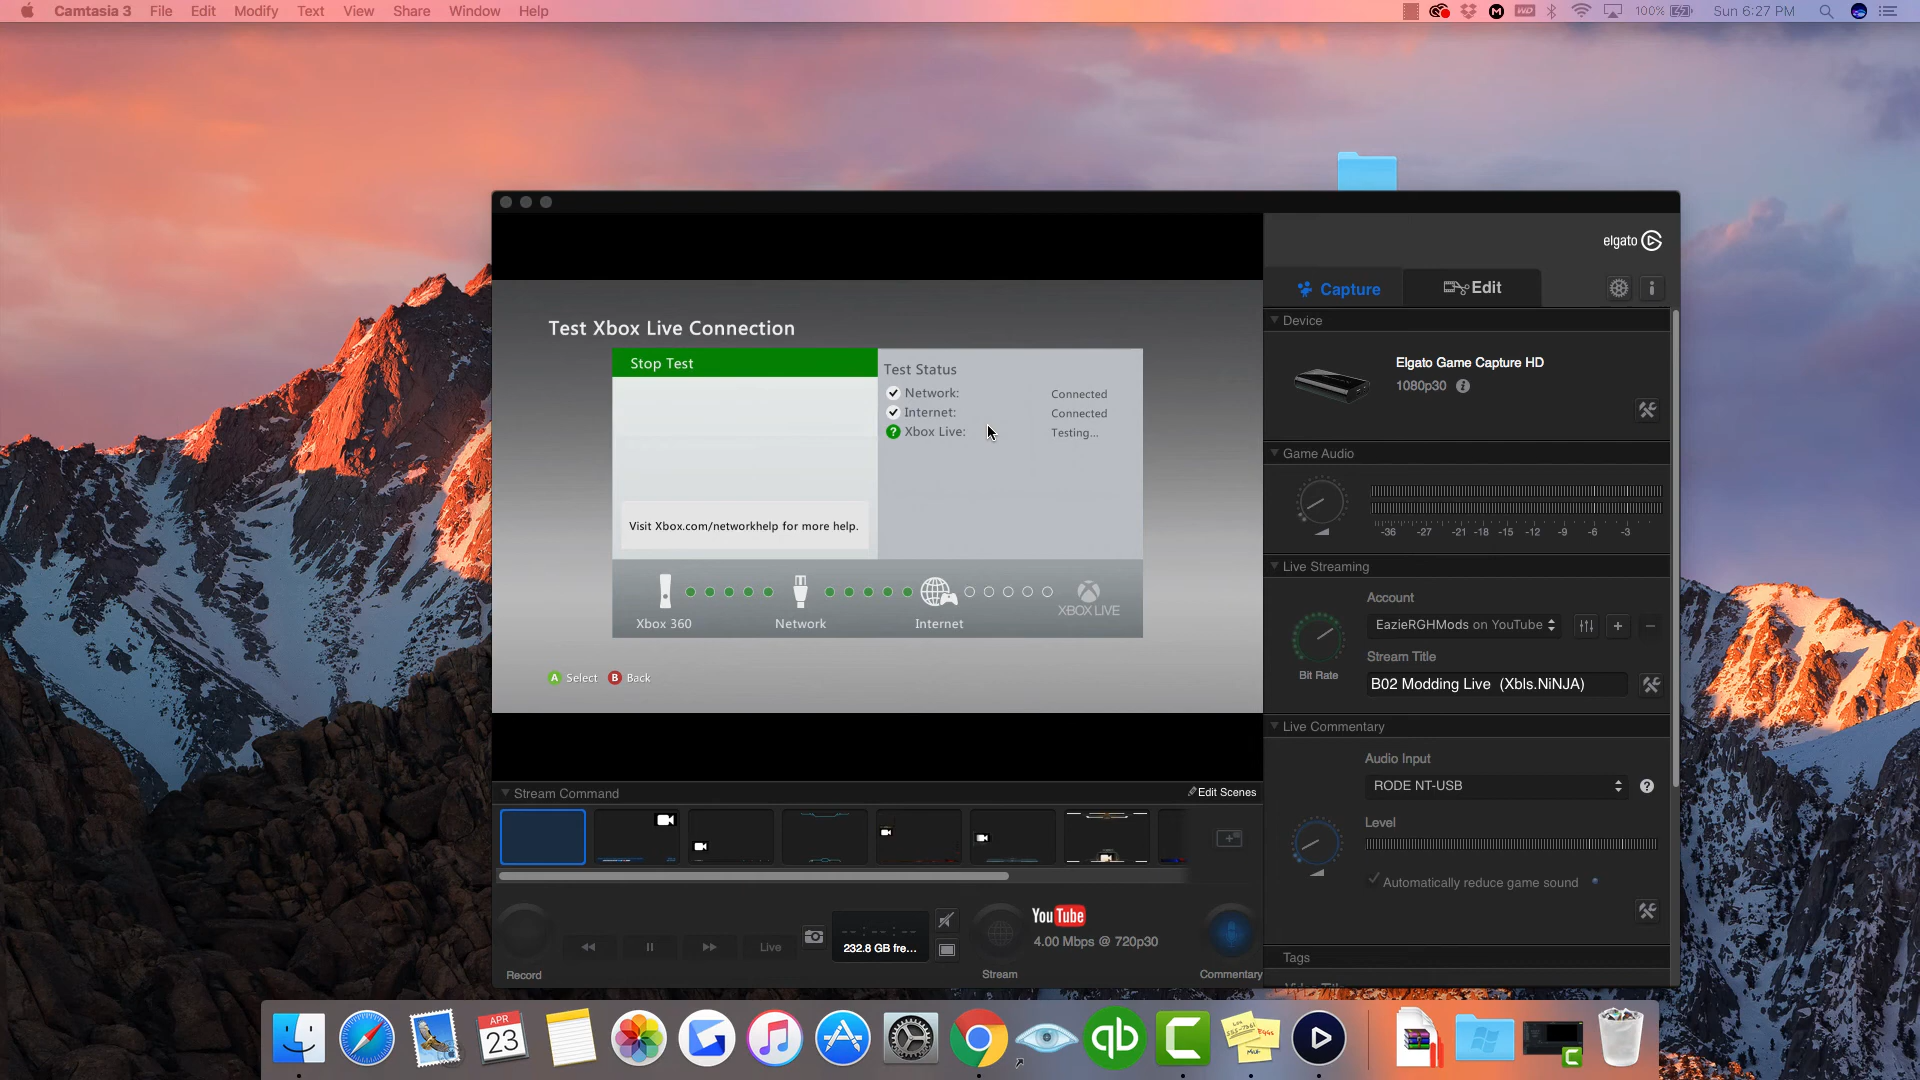 Camtasia 3 File Edit Modify Text View Share Window Help
100% Sun 6:27 PM
elgato
Capture Edit
Test Xbox Live Connection
Stop Test
Visit Xbox.com/networkhelp for more help.
Test Status
Network: Connected
Internet: Connected
Xbox Live: Testing...
Xbox 360 Network Internet XBOX LIVE
A Select B Back
Device
Elgato Game Capture HD
1080p30
Game Audio
-36 -27 -21 -18 -15 -12 -9 -6 -3
Live Streaming
Account
EazieRGHMods on YouTube
Stream Title
Bit Rate
B02 Modding Live (Xbls.NiNJA)
Live Commentary
Audio Input
RODE NT-USB
Level
Automatically reduce game sound
Tags
Stream Command Edit Scenes
Live
232.8 GB fre...
YouTube
4.00 Mbps @ 720p30
Record Stream Commentary
APR
23
qb